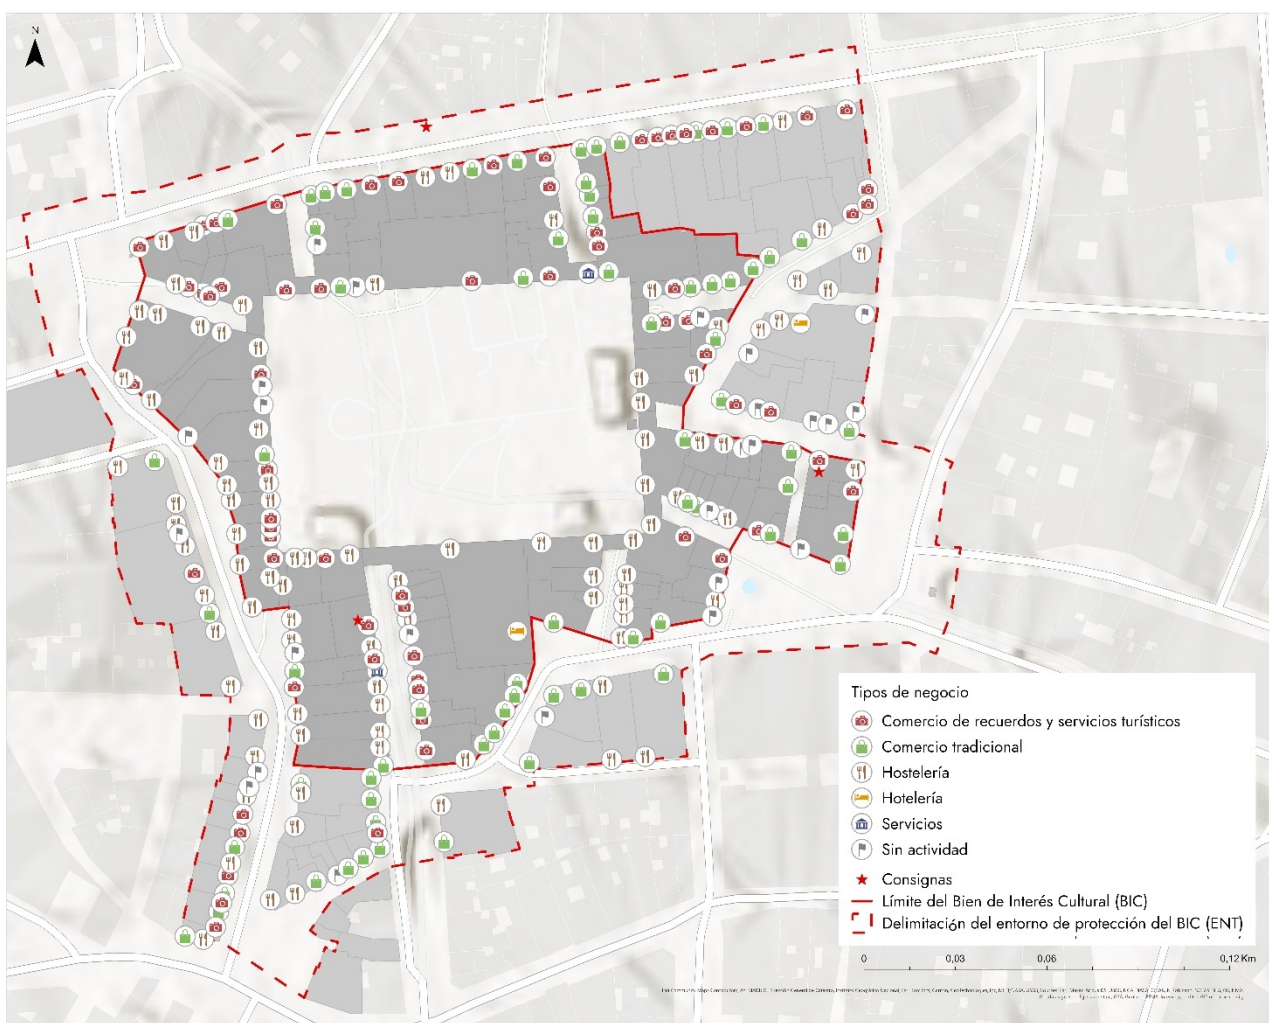 N
Tipos de negocio
Comercio de recuerdos y servicios turísticos
Comercio tradicional
Hostelería
Hotelería
Servicios
Sin actividad
Consignas
Límite del Bien de Interés Cultural (BIC)
Delimitación del entorno de protección del BIC (ENT)
0 0,03 0,06 0,12 Km